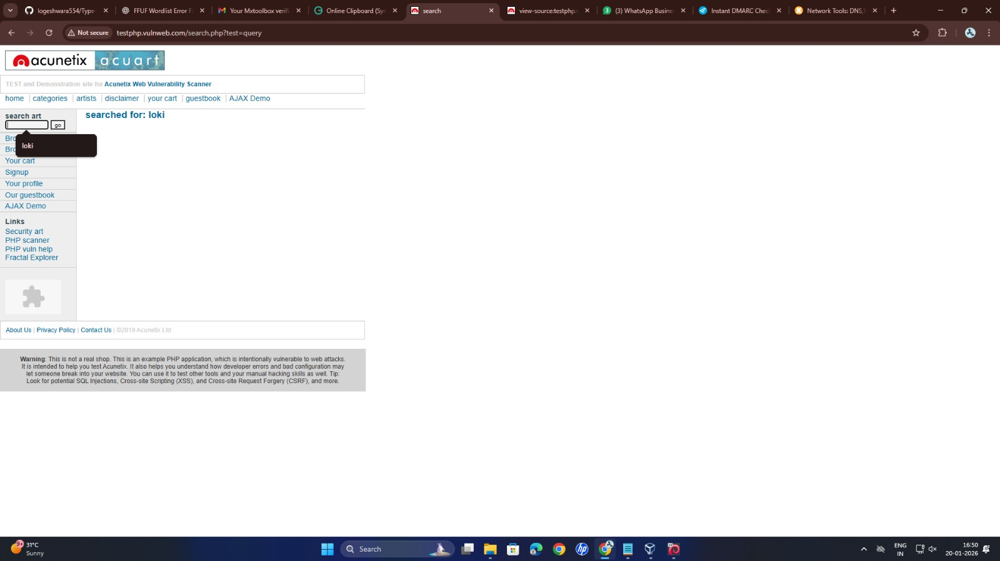 logeshwara554/Type-
FFUF Wordlist Error F
Your Mxtoolbox verifi
Online Clipboard (Syn
search
view-source:testphp.v
(3) WhatsApp Busine
Instant DMARC Chec
Network Tools: DNS,
Not secure
testphp.vulnweb.com/search.php?test=query
acunetix acuart
TEST and Demonstration site for Acunetix Web Vulnerability Scanner
home | categories | artists | disclaimer | your cart | guestbook | AJAX Demo
search art
go
searched for: loki
loki
Bro
Bro
Your cart
Signup
Your profile
Our guestbook
AJAX Demo
Links
Security art
PHP scanner
PHP vuln help
Fractal Explorer
About Us | Privacy Policy | Contact Us | ©2019 Acunetix Ltd
Warning: This is not a real shop. This is an example PHP application, which is intentionally vulnerable to web attacks.
It is intended to help you test Acunetix. It also helps you understand how developer errors and bad configuration may
let someone break into your website. You can use it to test other tools and your manual hacking skills as well. Tip:
Look for potential SQL Injections, Cross-site Scripting (XSS), and Cross-site Request Forgery (CSRF), and more.
9+
31°C
Sunny
Search
ENG
IN
16:50
20-01-2026